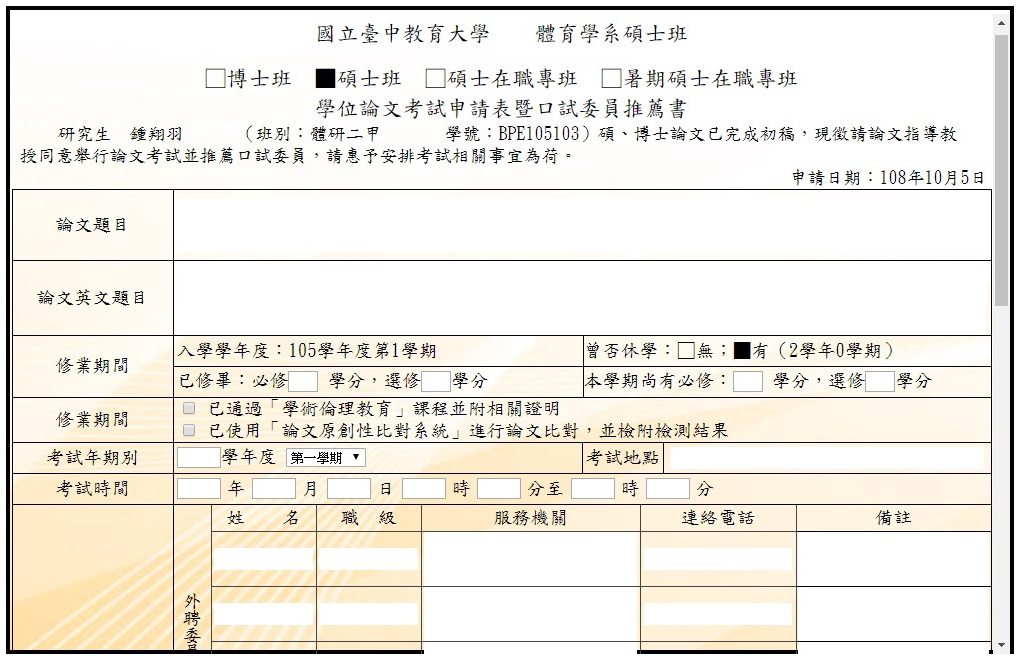 國立臺中教育大學　　體育學系碩士班
□博士班　■碩士班　□碩士在職專班　□暑期碩士在職專班
學位論文考試申請表暨口試委員推薦書
研究生　鍾翔羽　　　　（班別：體研二甲　　　　學號：BPE105103）碩、博士論文已完成初稿，現徵請論文指導教
授同意舉行論文考試並推薦口試委員，請惠予安排考試相關事宜為荷。
申請日期：108年10月5日
論文題目
論文英文題目
修業期間
入學學年度：105學年度第1學期　曾否休學：□無；■有（2學年0學期）
已修畢：必修　學分，選修　學分　本學期尚有必修：　學分，選修　學分
修業期間
已通過「學術倫理教育」課程並附相關證明
已使用「論文原創性比對系統」進行論文比對，並檢附檢測結果
考試年期別　學年度　第一學期　考試地點
考試時間　年　月　日　時　分至　時　分
姓　名　職　級　服務機關　連絡電話　備註
外聘委員